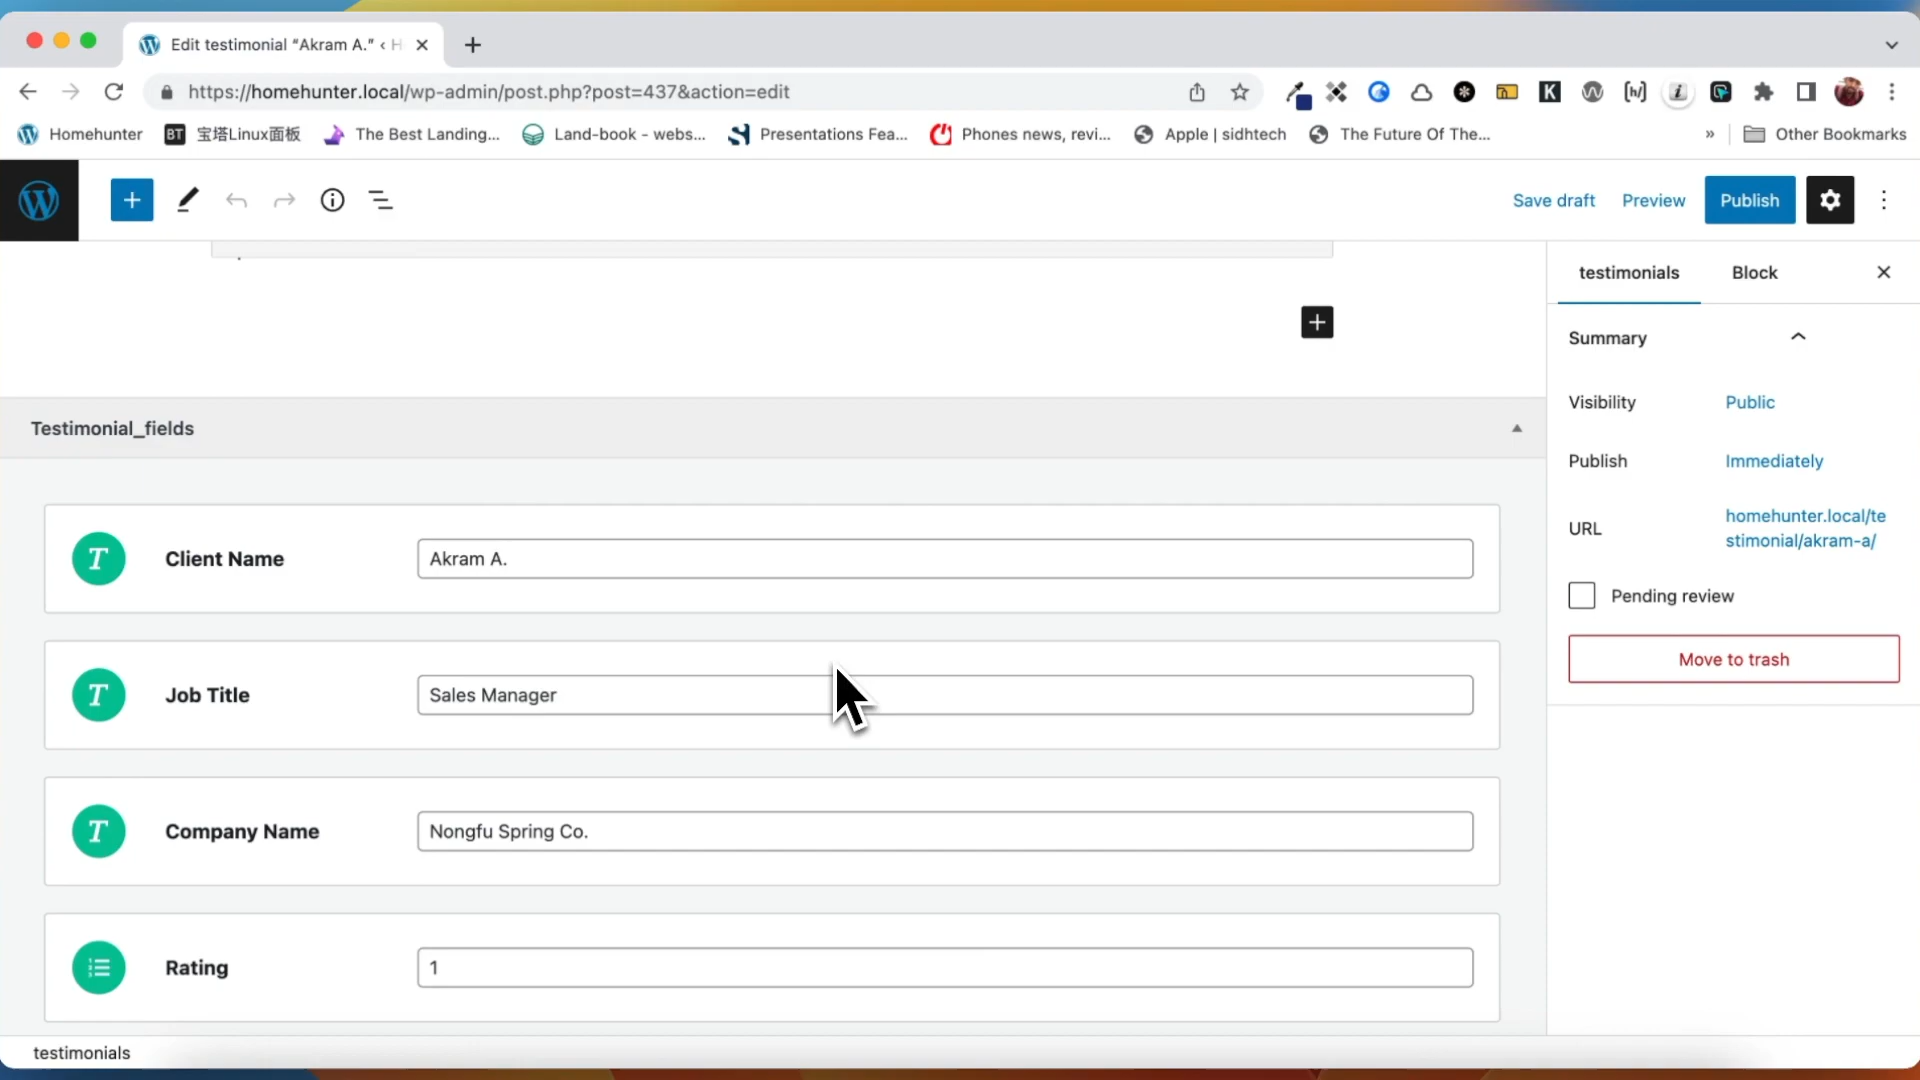 Edit testimonial “Akram A.” ‹ H
https://homehunter.local/wp-admin/post.php?post=437&action=edit
Homehunter
BT 宝塔Linux面板
The Best Landing...
Land-book - webs...
Presentations Fea...
Phones news, revi...
Apple | sidhtech
The Future Of The...
» Other Bookmarks
Save draft
Preview
Publish
testimonials
Block
Summary
Visibility
Public
Publish
Immediately
URL
homehunter.local/te
stimonial/akram-a/
Pending review
Move to trash
Testimonial_fields
T Client Name
Akram A.
T Job Title
Sales Manager
T Company Name
Nongfu Spring Co.
Rating
1
testimonials